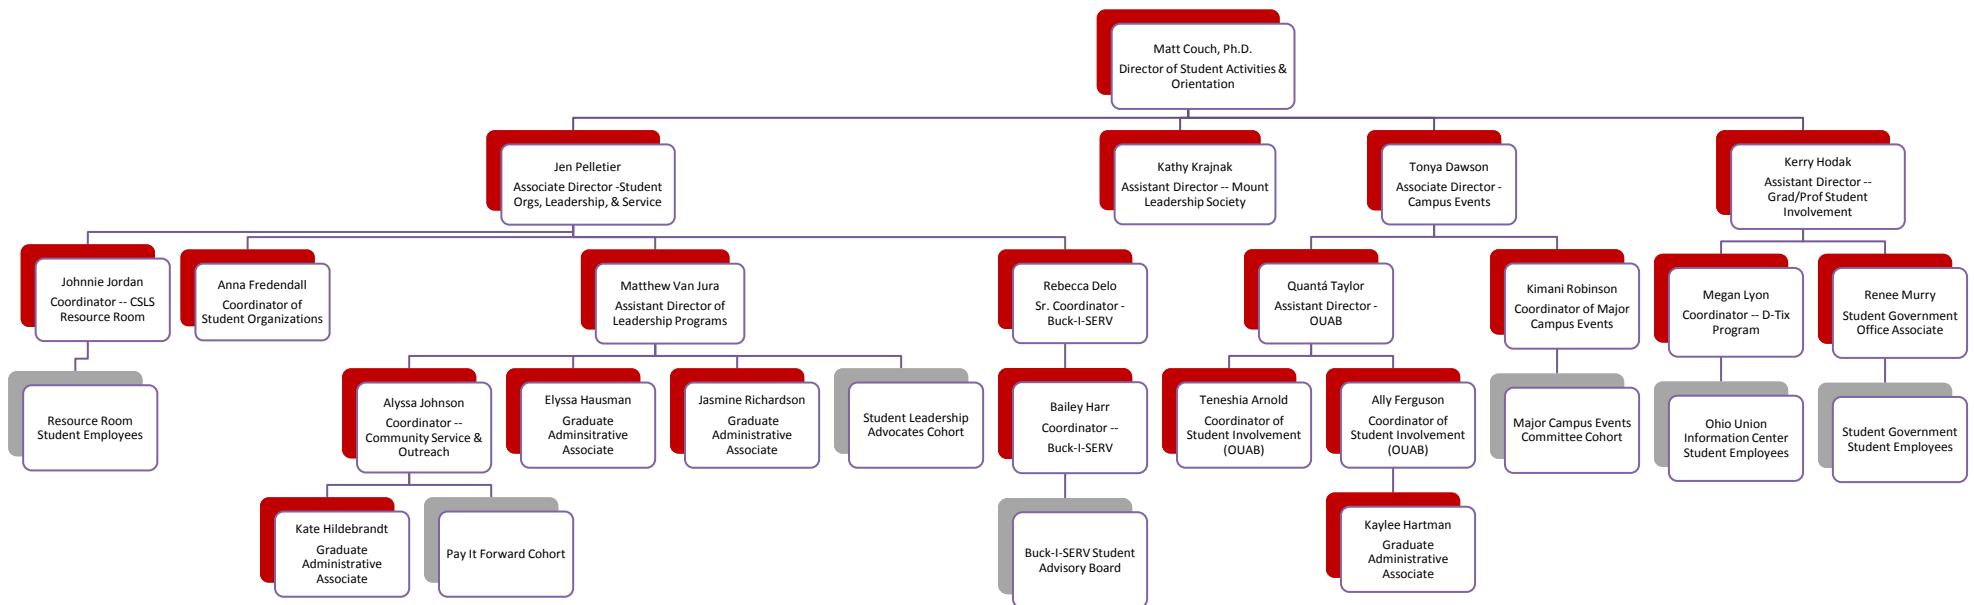 Matt Couch, Ph.D.
Director of Student Activities &
Orientation
Jen Pelletier
Associate Director -Student
Orgs, Leadership, & Service
Kathy Krajnak
Assistant Director -- Mount
Leadership Society
Tonya Dawson
Associate Director -
Campus Events
Kerry Hodak
Assistant Director --
Grad/Prof Student
Involvement
Johnnie Jordan
Coordinator -- CSLS
Resource Room
Anna Fredendall
Coordinator of
Student Organizations
Matthew Van Jura
Assistant Director of
Leadership Programs
Rebecca Delo
Sr. Coordinator -
Buck-I-SERV
Quantá Taylor
Assistant Director -
OUAB
Kimani Robinson
Coordinator of Major
Campus Events
Megan Lyon
Coordinator -- D-Tix
Program
Renee Murry
Student Government
Office Associate
Resource Room
Student Employees
Alyssa Johnson
Coordinator --
Community Service &
Outreach
Elyssa Hausman
Graduate
Adminsitrative
Associate
Jasmine Richardson
Graduate
Administrative
Associate
Student Leadership
Advocates Cohort
Bailey Harr
Coordinator --
Buck-I-SERV
Teneshia Arnold
Coordinator of
Student Involvement
(OUAB)
Ally Ferguson
Coordinator of
Student Involvement
(OUAB)
Major Campus Events
Committee Cohort
Ohio Union
Information Center
Student Employees
Student Government
Student Employees
Kate Hildebrandt
Graduate
Administrative
Associate
Pay It Forward Cohort
Buck-I-SERV Student
Advisory Board
Kaylee Hartman
Graduate
Administrative
Associate